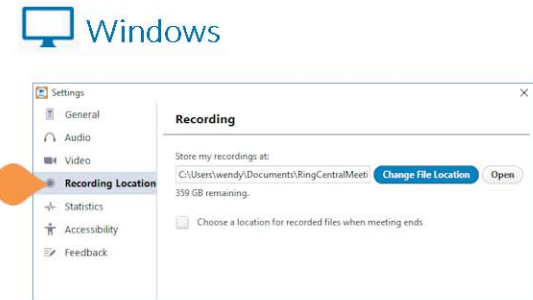 Windows
Settings
General
Audio
Video
Recording Location
Statistics
Accessibility
Feedback
Recording
Store my recordings at:
C:\Users\wendy\Documents\RingCentralMeeti Change File Location Open
359 GB remaining.
Choose a location for recorded files when meeting ends